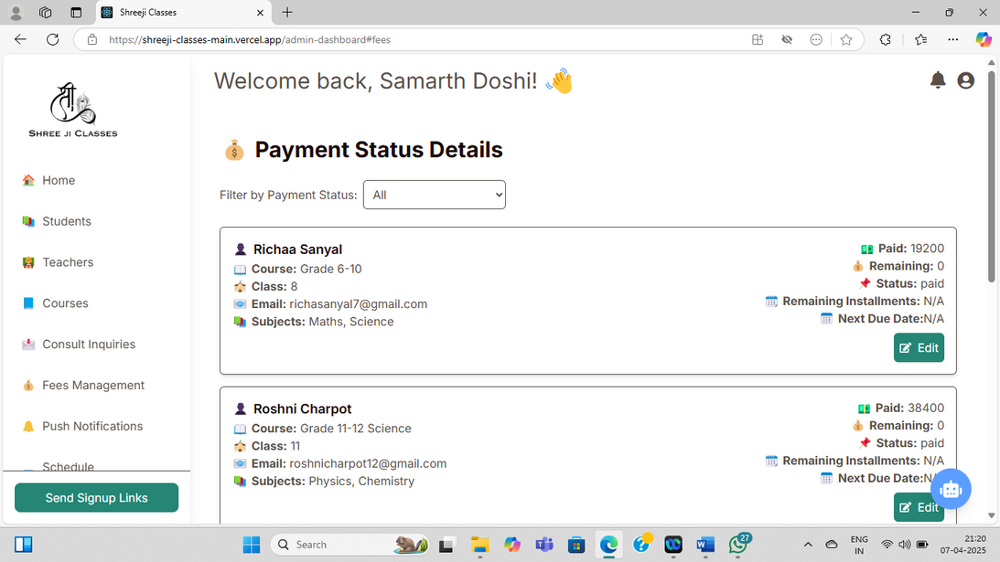 Shreeji Classes
https://shreeji-classes-main.vercel.app/admin-dashboard#fees
श्री
SHREE JI CLASSES
Home
Students
Teachers
Courses
Consult Inquiries
Fees Management
Push Notifications
Schedule
Send Signup Links
Welcome back, Samarth Doshi! 👋
💰 Payment Status Details
Filter by Payment Status: All
Richaa Sanyal
Course: Grade 6-10
Class: 8
Email: richasanyal7@gmail.com
Subjects: Maths, Science
Paid: 19200
Remaining: 0
Status: paid
Remaining Installments: N/A
Next Due Date:N/A
Edit
Roshni Charpot
Course: Grade 11-12 Science
Class: 11
Email: roshnicharpot12@gmail.com
Subjects: Physics, Chemistry
Paid: 38400
Remaining: 0
Status: paid
Remaining Installments: N/A
Next Due Date:N/
Edit
Search
27
ENG
IN
21:20
07-04-2025